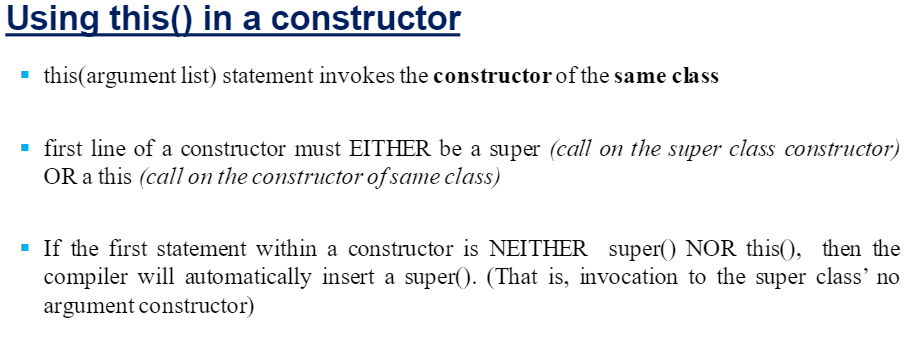 Using this() in a constructor
▪ this(argument list) statement invokes the constructor of the same class
▪ first line of a constructor must EITHER be a super (call on the super class constructor)
OR a this (call on the constructor of same class)
▪ If the first statement within a constructor is NEITHER super() NOR this(), then the
compiler will automatically insert a super(). (That is, invocation to the super class’ no
argument constructor)